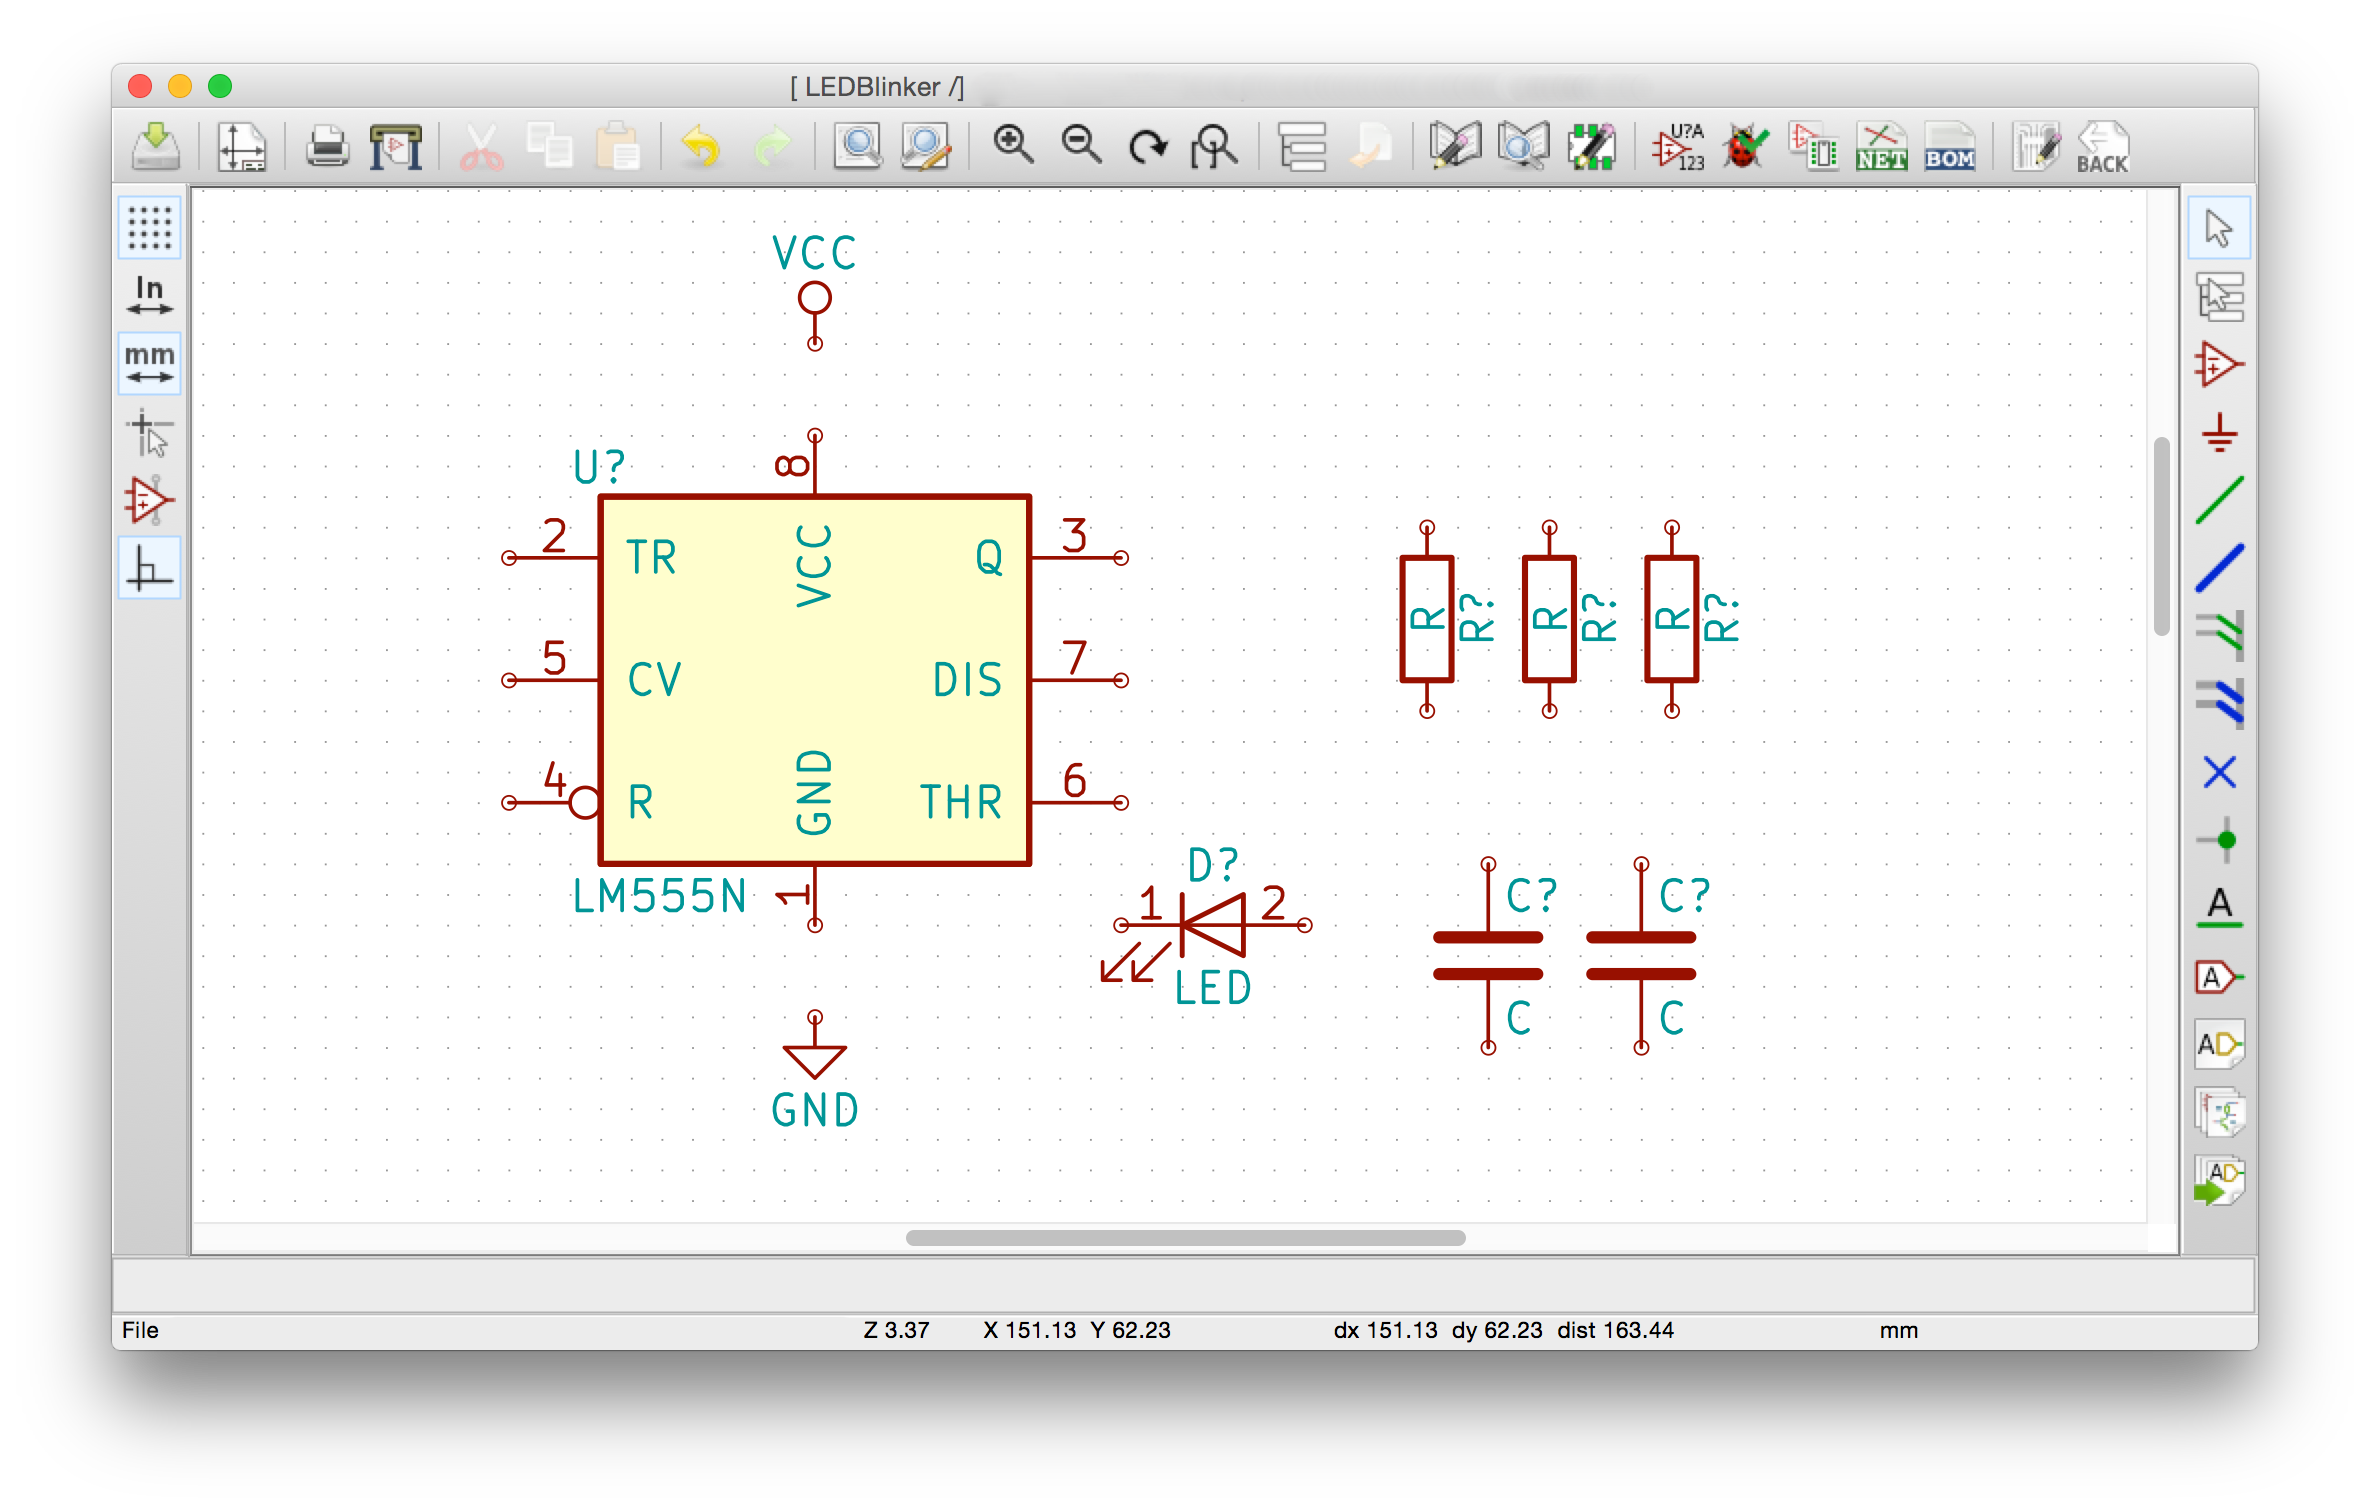 [ LEDBlinker /]
U?A
123
NET
BOM
BACK
In
mm
VCC
U?
8
2
TR
VCC
Q
3
5
CV
DIS
7
4
R
GND
THR
6
LM555N
1
GND
D?
1
2
LED
R
R?
R
R?
R
R?
C?
C?
C
C
A
A
AD
AD
File
Z 3.37
X 151.13 Y 62.23
dx 151.13 dy 62.23 dist 163.44
mm